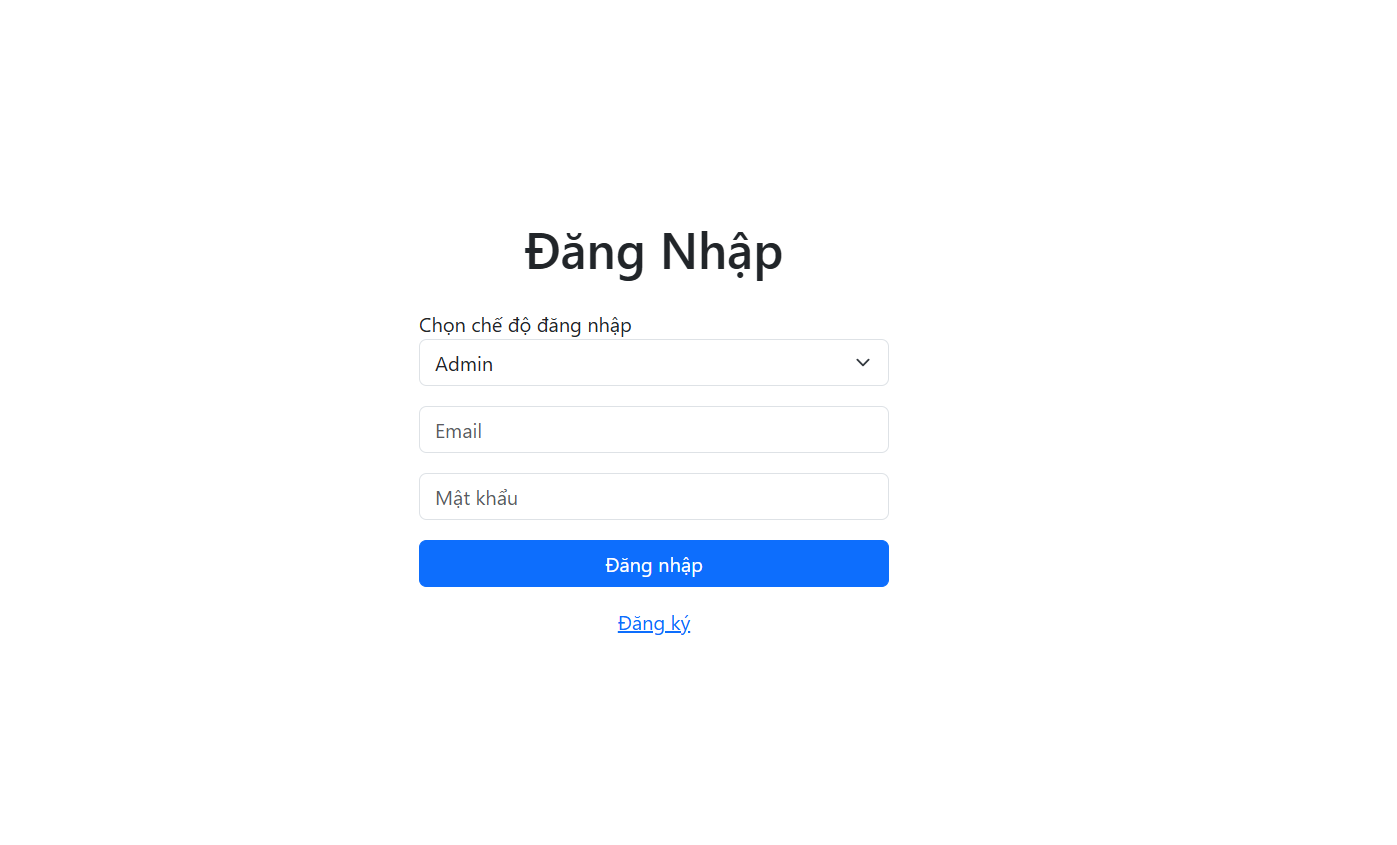 Đăng Nhập
Chọn chế độ đăng nhập
Admin
Email
Mật khẩu
Đăng nhập
Đăng ký